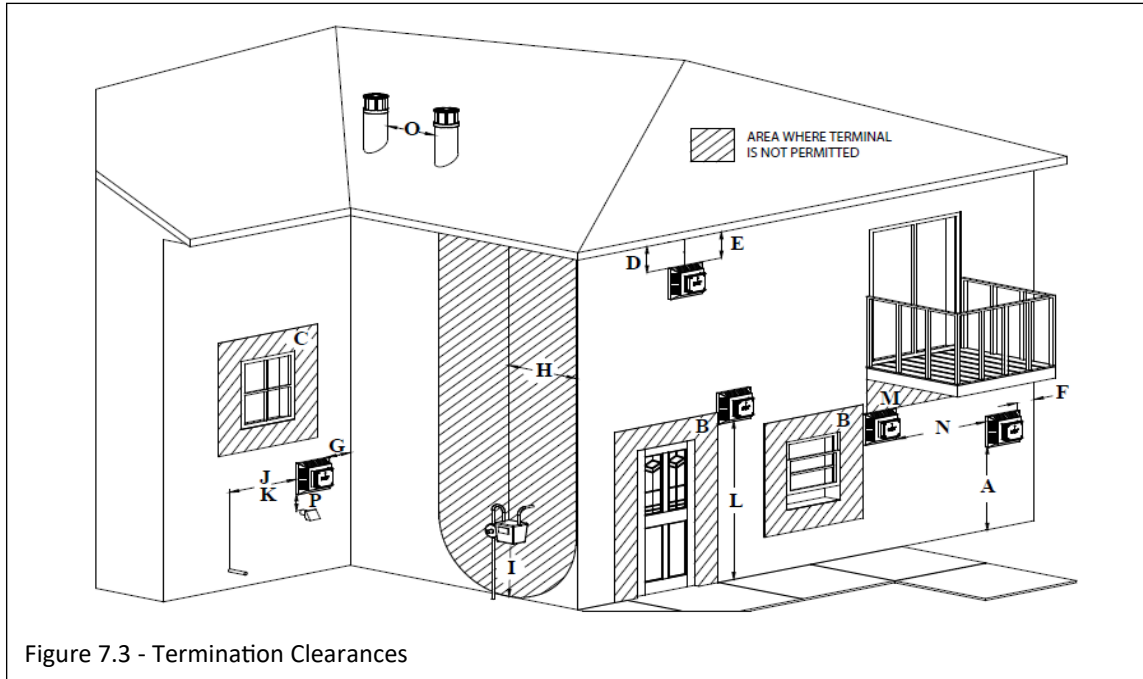 O
AREA WHERE TERMINAL
IS NOT PERMITTED
D
E
C
H
M
F
B
B
N
G
J
K
P
L
A
I
Figure 7.3 - Termination Clearances